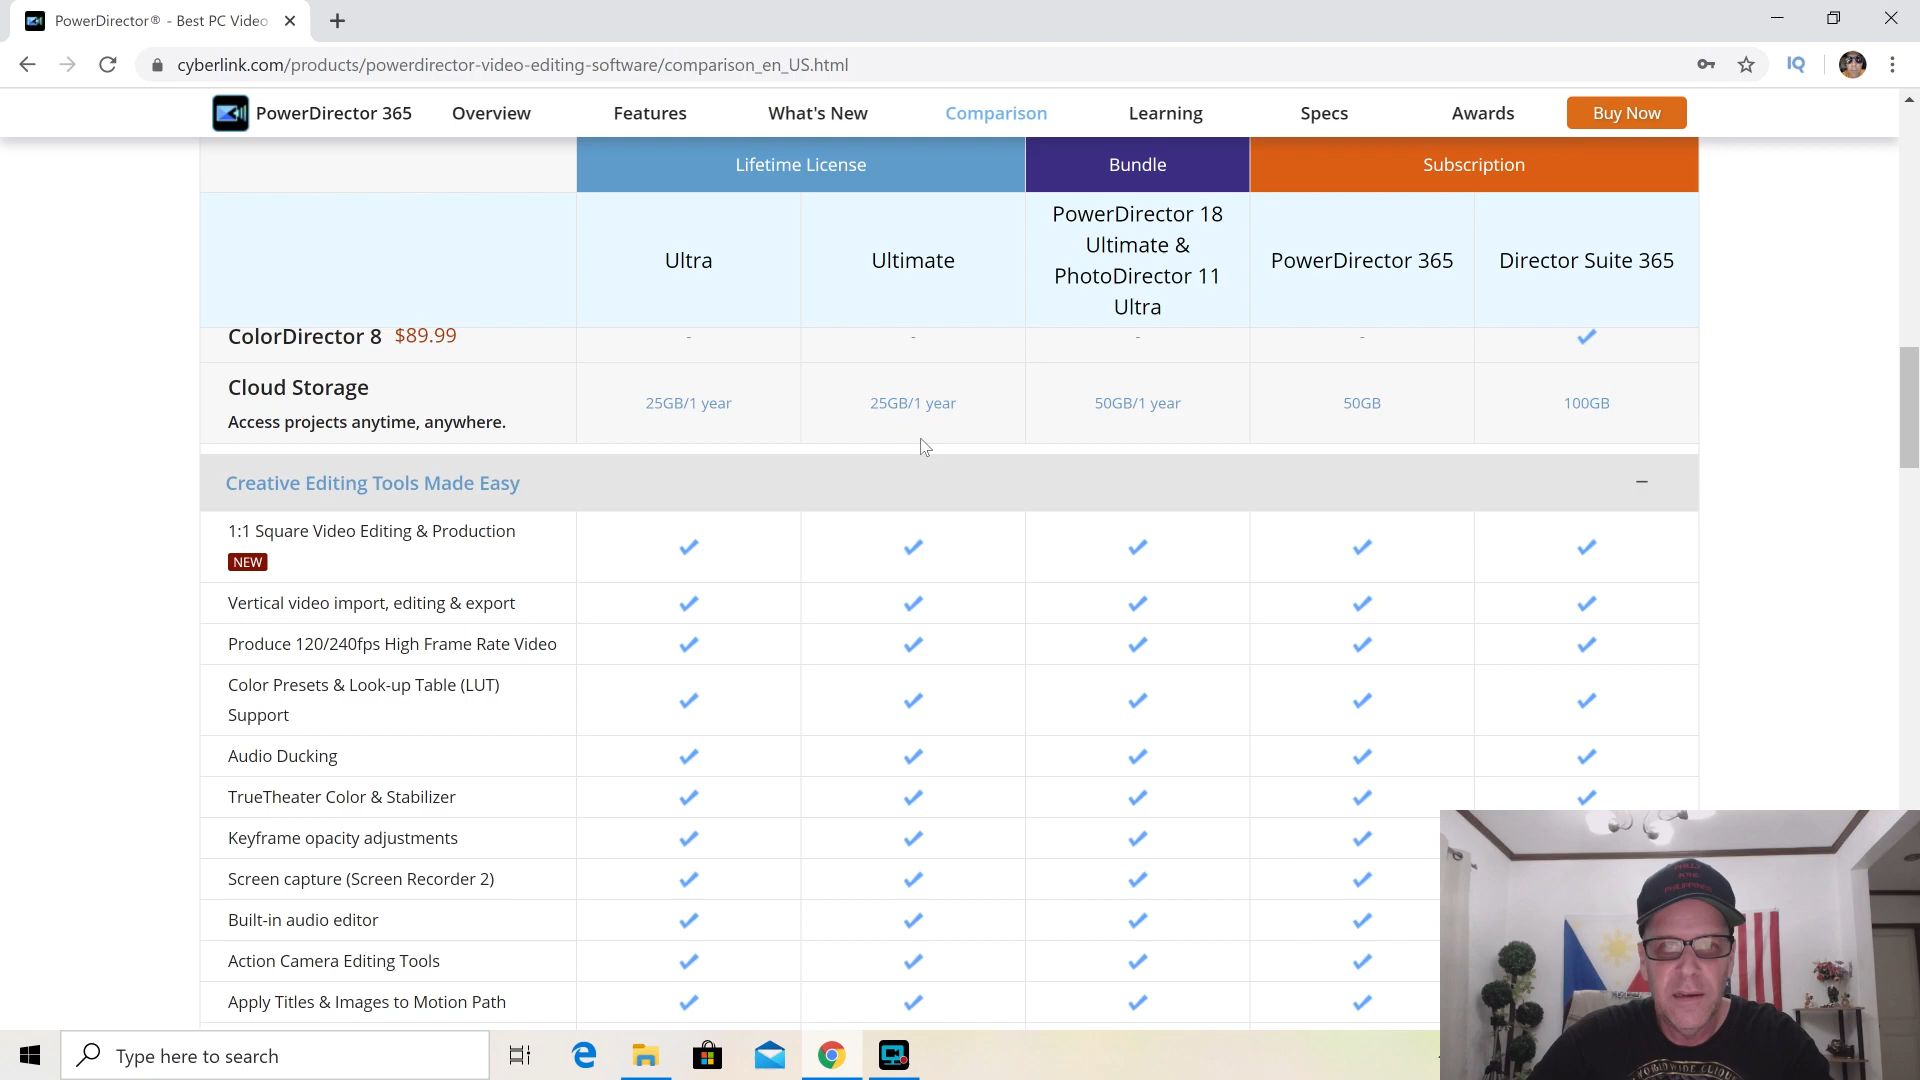 PowerDirector® - Best PC Video
cyberlink.com/products/powerdirector-video-editing-software/comparison_en_US.html
IQ
PowerDirector 365 Overview Features What's New Comparison Learning Specs Awards Buy Now
Lifetime License Bundle Subscription
Ultra Ultimate PowerDirector 18 Ultimate & PhotoDirector 11 Ultra PowerDirector 365 Director Suite 365
ColorDirector 8 $89.99 - - - -
Cloud Storage
Access projects anytime, anywhere.
25GB/1 year 25GB/1 year 50GB/1 year 50GB 100GB
Creative Editing Tools Made Easy
1:1 Square Video Editing & Production
NEW
Vertical video import, editing & export
Produce 120/240fps High Frame Rate Video
Color Presets & Look-up Table (LUT)
Support
Audio Ducking
TrueTheater Color & Stabilizer
Keyframe opacity adjustments
Screen capture (Screen Recorder 2)
Built-in audio editor
Action Camera Editing Tools
Apply Titles & Images to Motion Path
PHILIPPINES
Type here to search